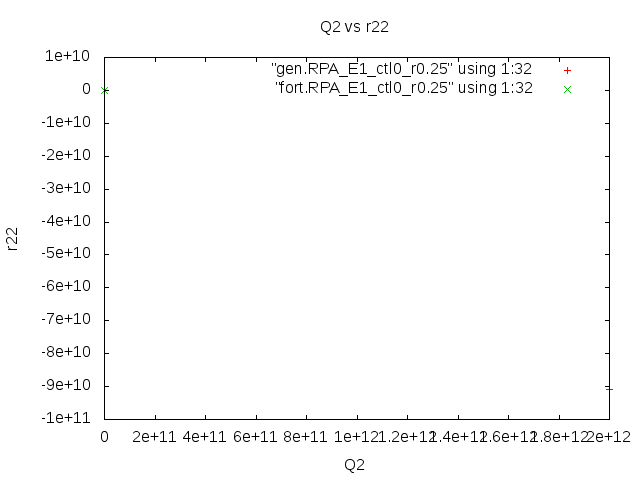 Q2 vs r22
1e+10
0
-1e+10
-2e+10
-3e+10
-4e+10
-5e+10
-6e+10
-7e+10
-8e+10
-9e+10
-1e+11
r22
"gen.RPA_E1_ctl0_r0.25" using 1:32
"fort.RPA_E1_ctl0_r0.25" using 1:32
0 2e+11 4e+11 6e+11 8e+11 1e+12 1.2e+12 1.4e+12 1.6e+12 1.8e+12 2e+12
Q2